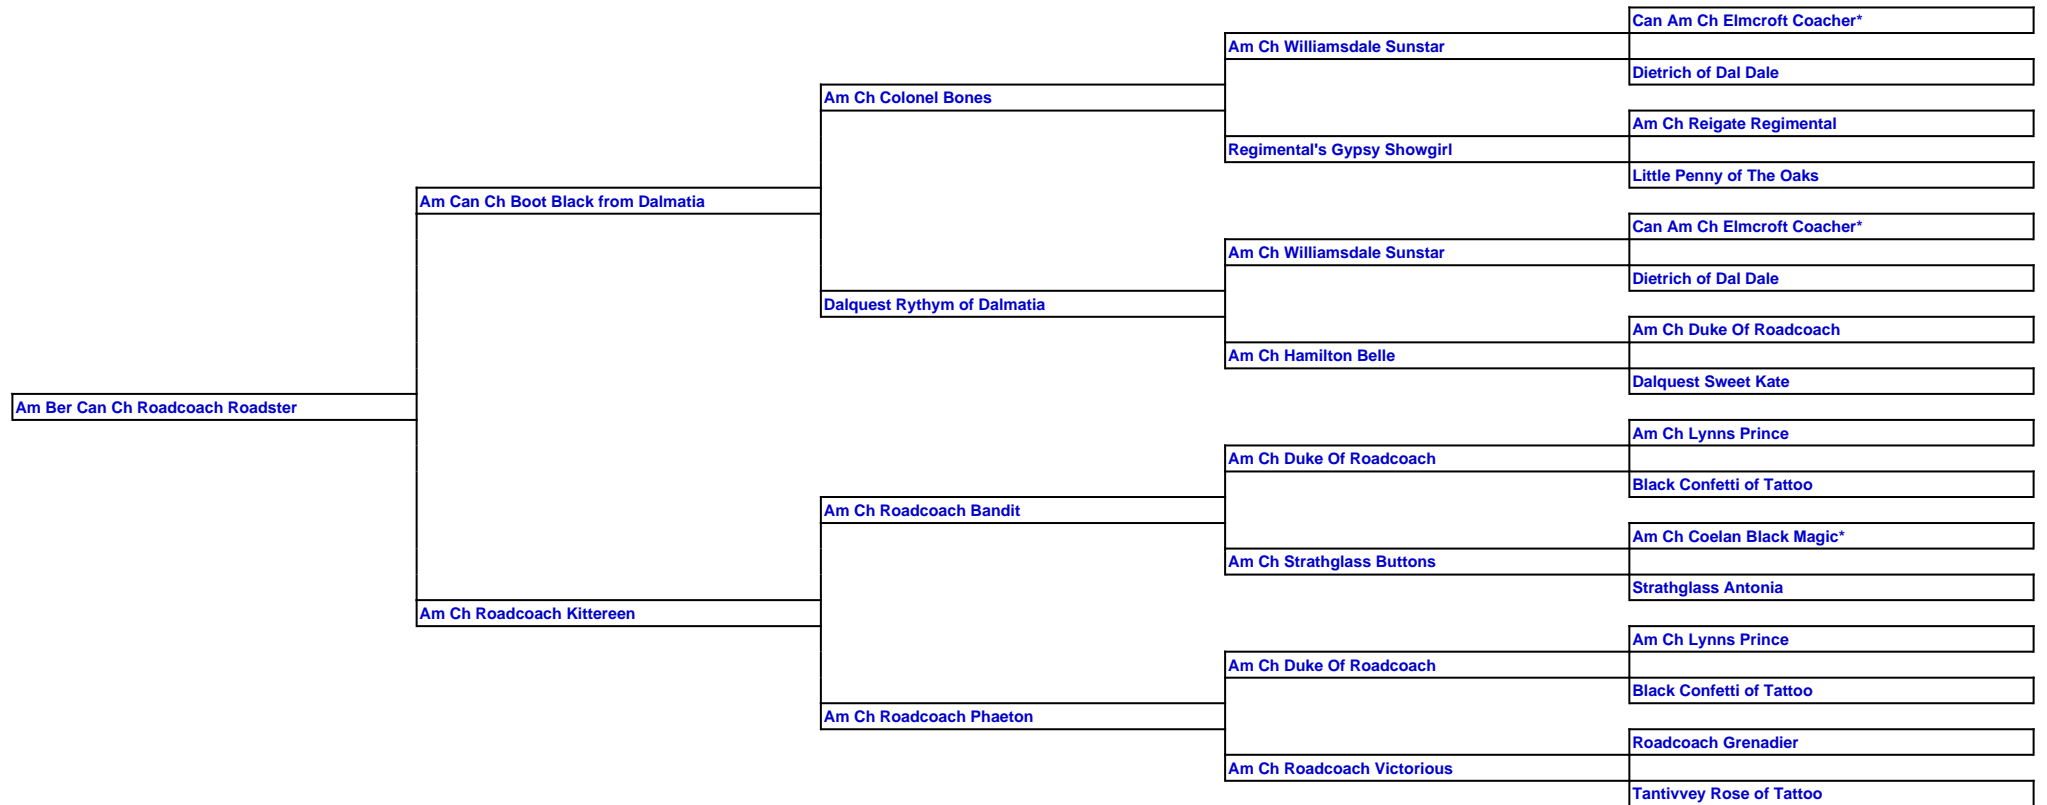 Can Am Ch Elmcroft Coacher*
Am Ch Williamsdale Sunstar
Dietrich of Dal Dale
Am Ch Colonel Bones
Am Ch Reigate Regimental
Regimental's Gypsy Showgirl
Little Penny of The Oaks
Am Can Ch Boot Black from Dalmatia
Can Am Ch Elmcroft Coacher*
Am Ch Williamsdale Sunstar
Dietrich of Dal Dale
Dalquest Rythym of Dalmatia
Am Ch Duke Of Roadcoach
Am Ch Hamilton Belle
Dalquest Sweet Kate
Am Ber Can Ch Roadcoach Roadster
Am Ch Lynns Prince
Am Ch Duke Of Roadcoach
Black Confetti of Tattoo
Am Ch Roadcoach Bandit
Am Ch Coelan Black Magic*
Am Ch Strathglass Buttons
Strathglass Antonia
Am Ch Roadcoach Kittereen
Am Ch Lynns Prince
Am Ch Duke Of Roadcoach
Black Confetti of Tattoo
Am Ch Roadcoach Phaeton
Roadcoach Grenadier
Am Ch Roadcoach Victorious
Tantivvey Rose of Tattoo